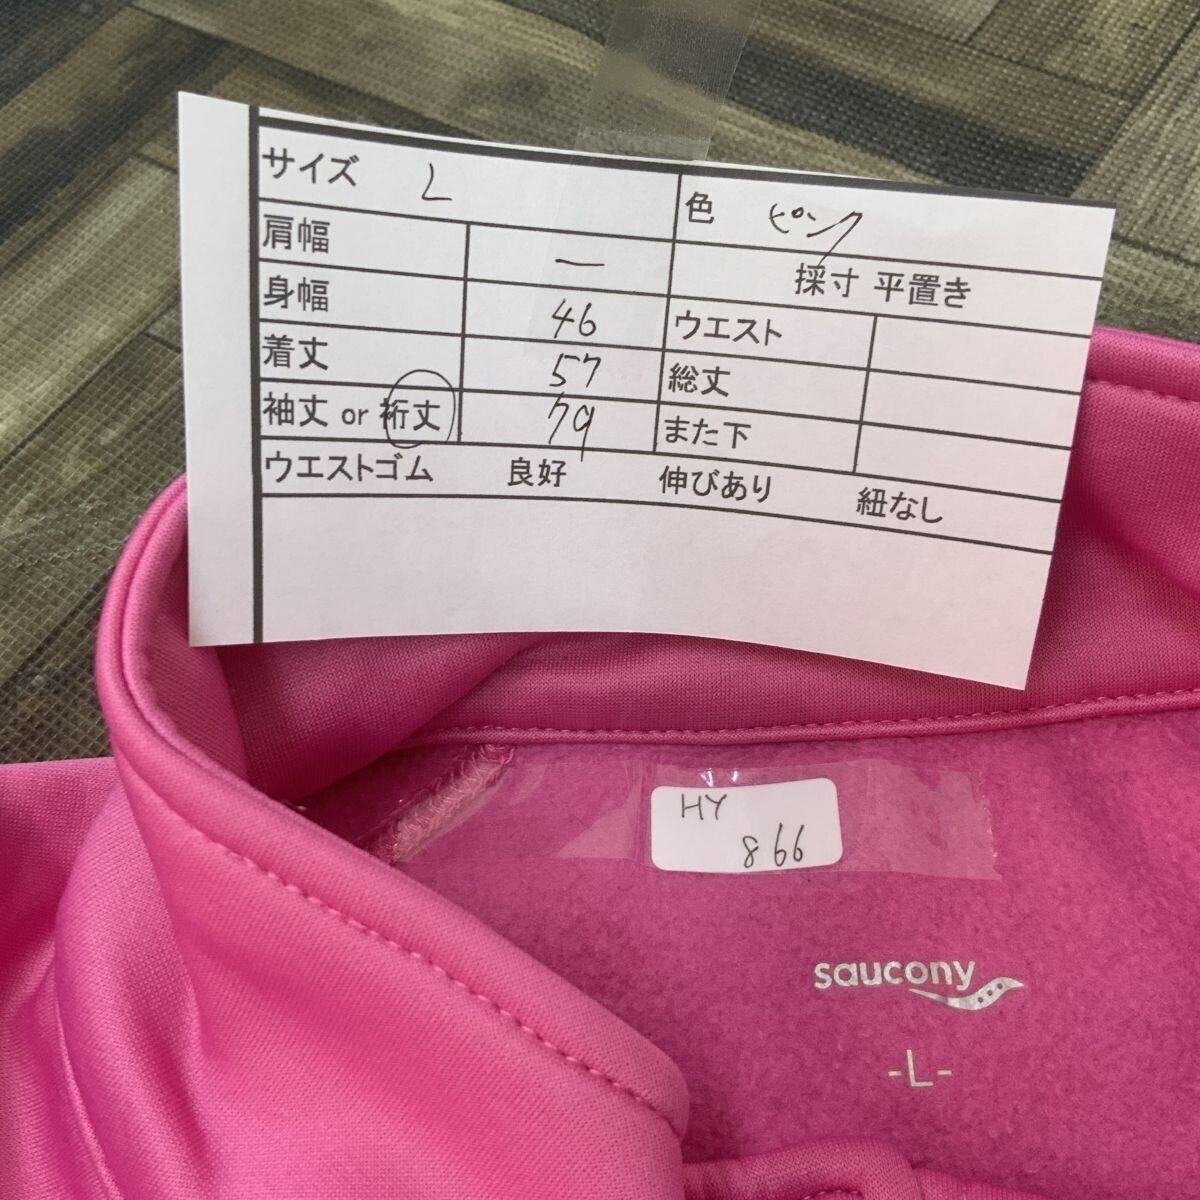 サイズ L 色 ピンク
肩幅 ー 採寸 平置き
身幅 46 ウエスト
着丈 57 総丈
袖丈 or 裄丈 79 また下
ウエストゴム 良好 伸びあり 紐なし
HY
866
saucony
-L-